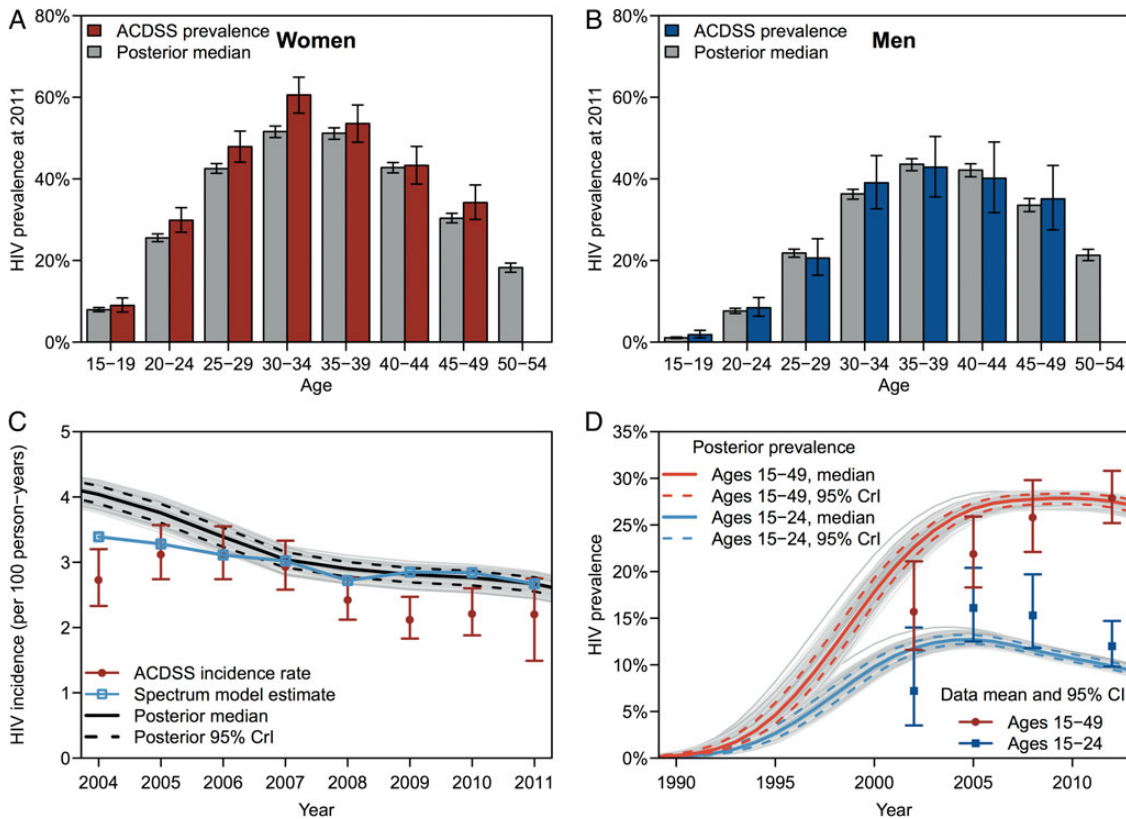 A
80%
60%
40%
20%
0%
HIV prevalence at 2011
ACDSS prevalence
Posterior median
Women
15−19
20−24
25−29
30−34
35−39
40−44
45−49
50−54
Age
B
80%
60%
40%
20%
0%
HIV prevalence at 2011
ACDSS prevalence
Posterior median
Men
15−19
20−24
25−29
30−34
35−39
40−44
45−49
50−54
Age
C
5
4
3
2
1
0
HIV incidence (per 100 person−years)
ACDSS incidence rate
Spectrum model estimate
Posterior median
Posterior 95% CrI
2004
2005
2006
2007
2008
2009
2010
2011
Year
D
35%
30%
25%
20%
15%
10%
5%
0%
HIV prevalence
Posterior prevalence
Ages 15−49, median
Ages 15−49, 95% CrI
Ages 15−24, median
Ages 15−24, 95% CrI
Data mean and 95% CI
Ages 15−49
Ages 15−24
1990
1995
2000
2005
2010
Year